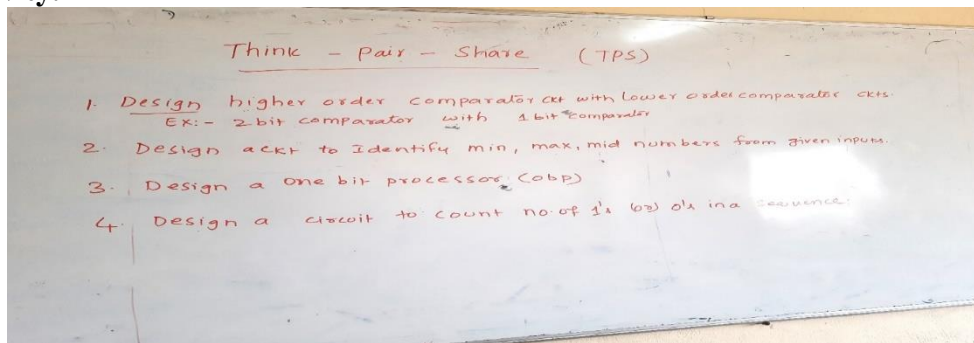 Think - Pair - Share (TPS)
1. Design higher order comparator ckt with Lower order comparator ckts.
Ex:- 2 bit comparator with 1 bit comparator
2. Design a ckt to Identify min, max, mid numbers from given inputs.
3. Design a One bit processor (obp)
4. Design a circuit to count no. of 1's (or) 0's in a sequence.